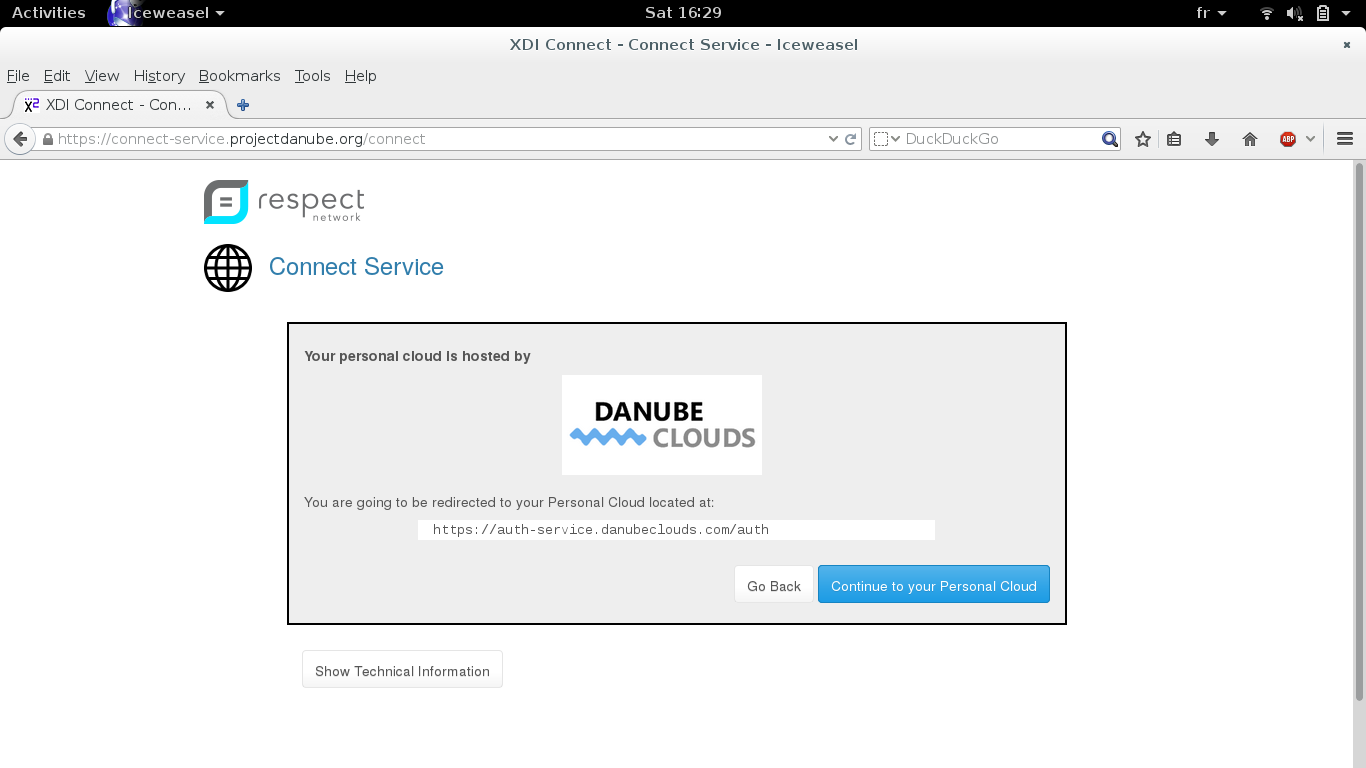 Activities Iceweasel Sat 16:29 fr
XDI Connect - Connect Service - Iceweasel
File Edit View History Bookmarks Tools Help
XDI Connect - Con...
https://connect-service.projectdanube.org/connect DuckDuckGo ABP
respect
network
Connect Service
Your personal cloud is hosted by
DANUBE
CLOUDS
You are going to be redirected to your Personal Cloud located at:
https://auth-service.danubeclouds.com/auth
Go Back Continue to your Personal Cloud
Show Technical Information